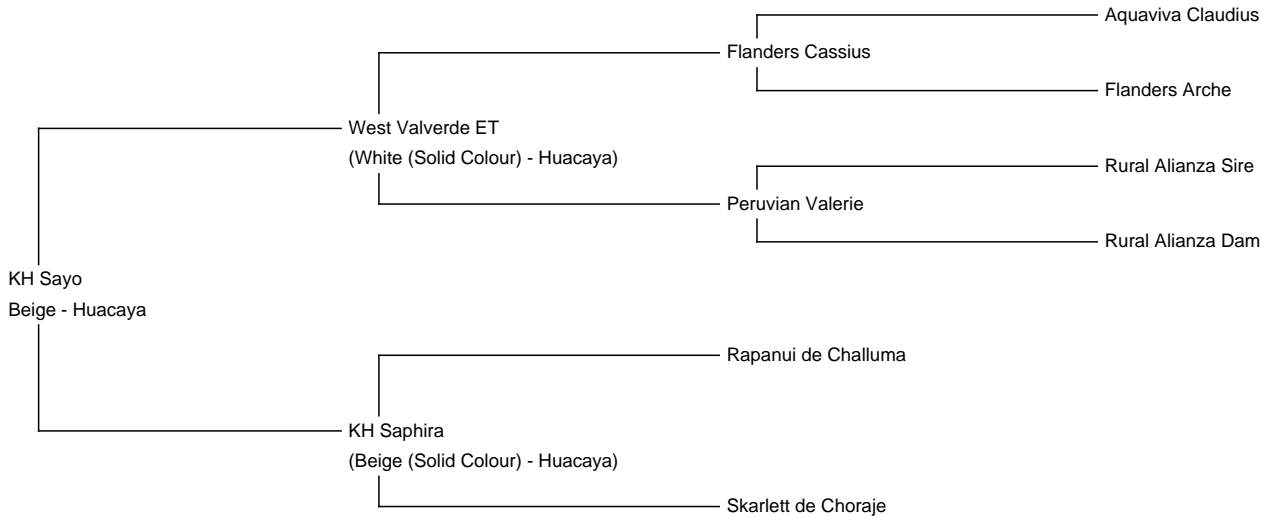 Aquaviva Claudius
Flanders Cassius
Flanders Arche
West Valverde ET
(White (Solid Colour) - Huacaya)
Rural Alianza Sire
Peruvian Valerie
Rural Alianza Dam
KH Sayo
Beige - Huacaya
Rapanui de Challuma
KH Saphira
(Beige (Solid Colour) - Huacaya)
Skarlett de Choraje